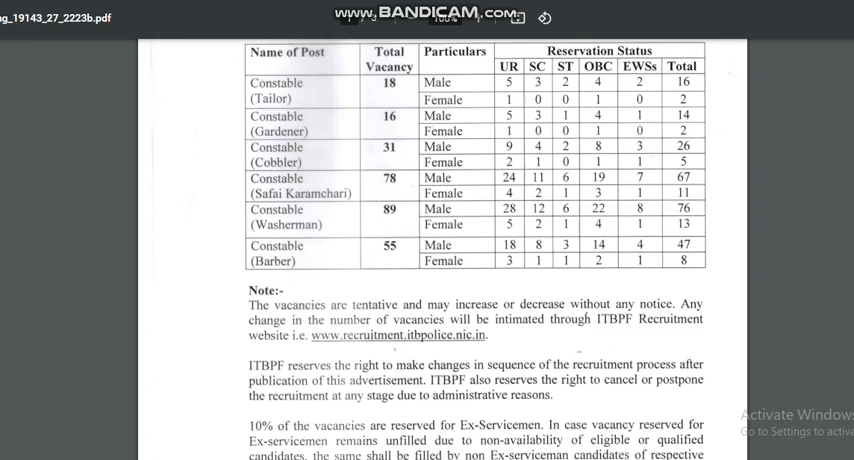 ng_19143_27_2223b.pdf
www.BANDICAM.com
Name of Post Total Vacancy Particulars Reservation Status
UR SC ST OBC EWSs Total
Constable (Tailor) 18 Male 5 3 2 4 2 16
Female 1 0 0 1 0 2
Constable (Gardener) 16 Male 5 3 1 4 1 14
Female 1 0 0 1 0 2
Constable (Cobbler) 31 Male 9 4 2 8 3 26
Female 2 1 0 1 1 5
Constable (Safai Karamchari) 78 Male 24 11 6 19 7 67
Female 4 2 1 3 1 11
Constable (Washerman) 89 Male 28 12 6 22 8 76
Female 5 2 1 4 1 13
Constable (Barber) 55 Male 18 8 3 14 4 47
Female 3 1 1 2 1 8
Note:-
The vacancies are tentative and may increase or decrease without any notice. Any
change in the number of vacancies will be intimated through ITBPF Recruitment
website i.e. www.recruitment.itbpolice.nic.in.
ITBPF reserves the right to make changes in sequence of the recruitment process after
publication of this advertisement. ITBPF also reserves the right to cancel or postpone
the recruitment at any stage due to administrative reasons.
10% of the vacancies are reserved for Ex-Servicemen. In case vacancy reserved for
Ex-servicemen remains unfilled due to non-availability of eligible or qualified
candidates, the same shall be filled by non Ex-serviceman candidates of respective
Activate Windows
Go to Settings to activa